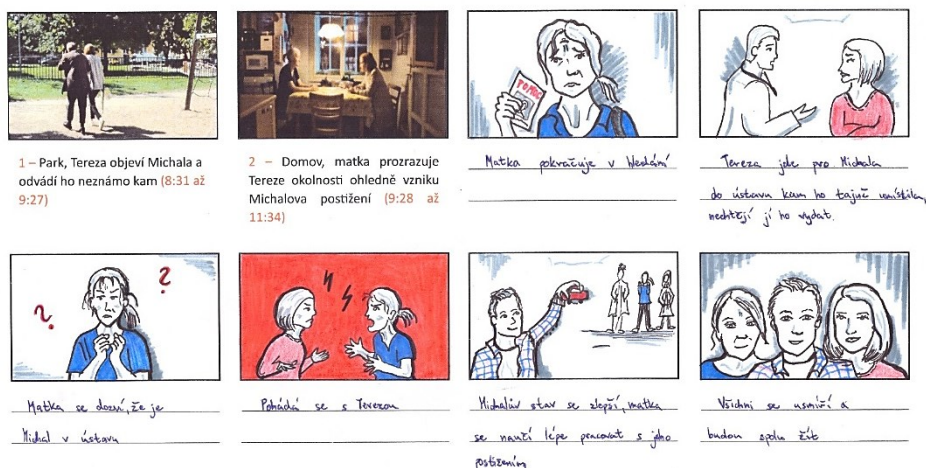 1 – Park, Tereza objeví Michala a
odvádí ho neznámo kam (8:31 až
9:27)
2 – Domov, matka prozrazuje
Tereze okolnosti ohledně vzniku
Michalova postižení (9:28 až
11:34)
POMOC
Matka pokračuje v hledání
Tereza jde pro Michala
do ústavu kam ho tajně umístila,
nechtějí jí ho vydat.
? ?
Matka se dozví, že je
Michal v ústavu
Pohádá se s Terezou
Michalův stav se zlepší, matka
se naučí lépe pracovat s jeho
postižením
Všichni se usmíří a
budou spolu žít